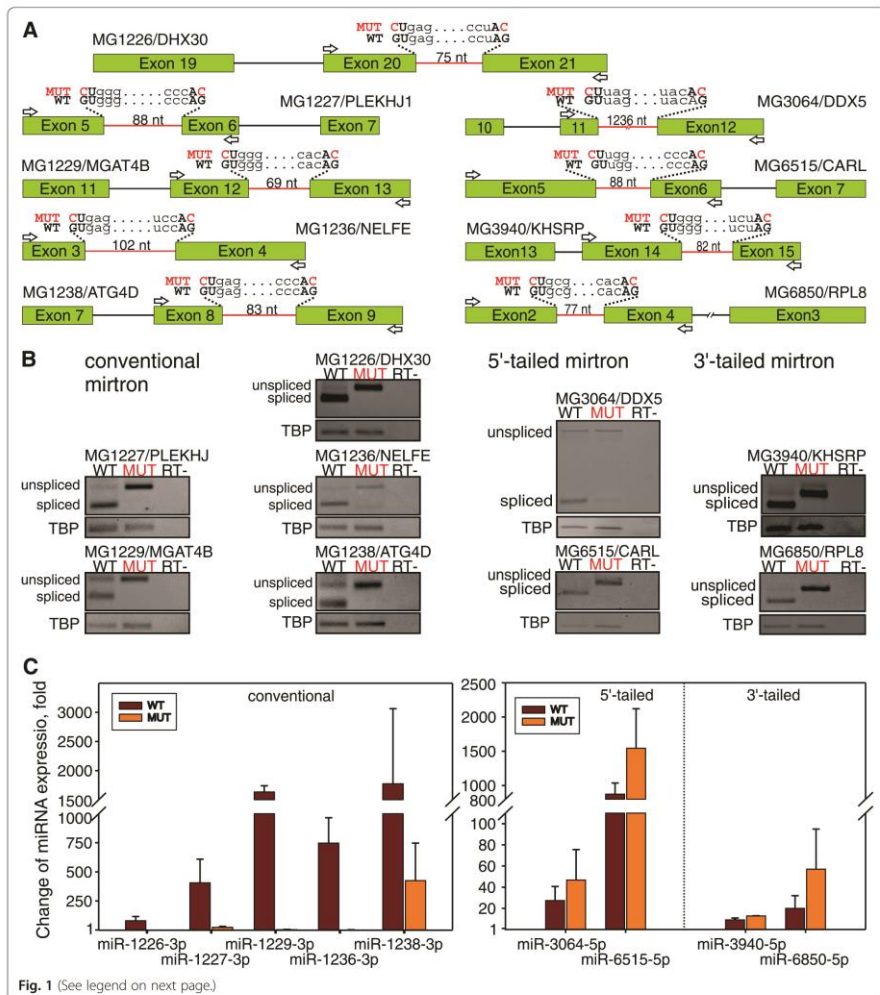 A
MUT CUgag....ccuAC
WT GUgag....ccuAG
MG1226/DHX30
Exon 19
Exon 20
75 nt
Exon 21
MUT CUggg.....cccAC
WT GUggg.....cccAG
MG1227/PLEKHJ1
Exon 5
88 nt
Exon 6
Exon 7
MUT CUuag...uacAC
WT GUuag...uacAG
MG3064/DDX5
10
11
1236nt
Exon12
MG1229/MGAT4B
MUT CUggg....cacAC
WT GUggg....cacAG
Exon 11
Exon 12
69 nt
Exon 13
MUT CUugg....cccAC
WT GUugg....cccAG
MG6515/CARL
Exon5
88 nt
Exon6
Exon 7
MUT CUgag.....uccAC
WT GUgag.....uccAG
MG1236/NELFE
Exon 3
102 nt
Exon 4
MG3940/KHSRP
MUT CUggg....ucuAC
WT GUggg....ucuAG
Exon13
Exon 14
82 nt
Exon 15
MG1238/ATG4D
MUT CUgag....cccAC
WT GUgag....cccAG
Exon 7
Exon 8
83 nt
Exon 9
MUT CUgcg...cacAC
WT GUgcg...cacAG
MG6850/RPL8
Exon2
77 nt
Exon 4
Exon3
B
conventional
mirtron
5'-tailed mirtron
3'-tailed mirtron
MG1226/DHX30
WT MUT RT-
unspliced
spliced
TBP
MG1227/PLEKHJ
WT MUT RT-
unspliced
spliced
TBP
MG1236/NELFE
WT MUT RT-
unspliced
spliced
TBP
MG1229/MGAT4B
WT MUT RT-
unspliced
spliced
TBP
MG1238/ATG4D
WT MUT RT-
unspliced
spliced
TBP
MG3064/DDX5
WT MUT RT-
unspliced
spliced
TBP
MG6515/CARL
WT MUT RT-
unspliced
spliced
TBP
MG3940/KHSRP
WT MUT RT-
unspliced
spliced
TBP
MG6850/RPL8
WT MUT RT-
unspliced
spliced
TBP
C
Change of miRNA expressio, fold
WT
MUT
conventional
3000
2000
1500
1000
750
500
250
1
miR-1226-3p
miR-1227-3p
miR-1229-3p
miR-1236-3p
miR-1238-3p
WT
MUT
5'-tailed
3'-tailed
2500
2000
1500
1000
800
100
80
60
40
20
1
miR-3064-5p
miR-6515-5p
miR-3940-5p
miR-6850-5p
Fig. 1 (See legend on next page.)